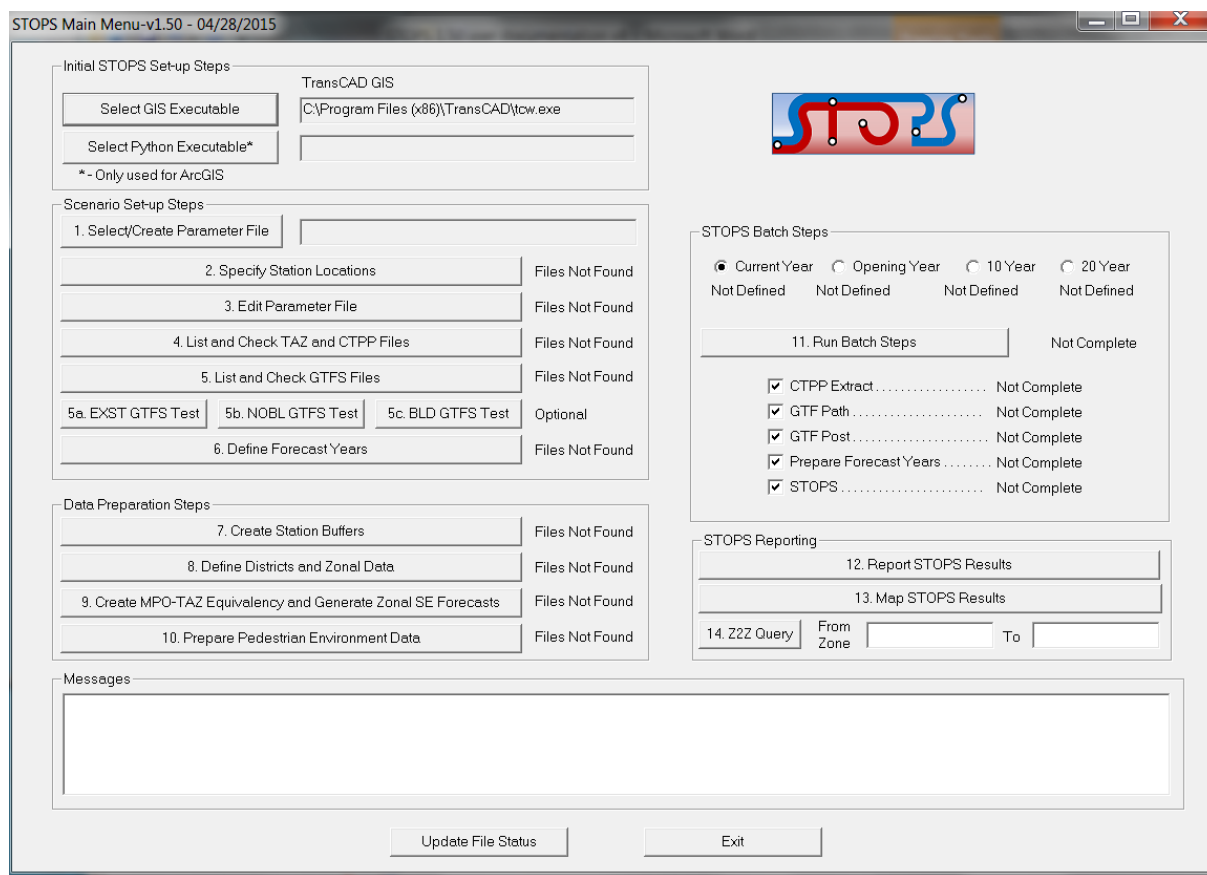 STOPS Main Menu-v1.50 - 04/28/2015
Initial STOPS Set-up Steps
TransCAD GIS
Select GIS Executable C:\Program Files (x86)\TransCAD\tcw.exe
Select Python Executable*
*- Only used for ArcGIS
Scenario Set-up Steps
1. Select/Create Parameter File
2. Specify Station Locations Files Not Found
3. Edit Parameter File Files Not Found
4. List and Check TAZ and CTPP Files Files Not Found
5. List and Check GTFS Files Files Not Found
5a. EXST GTFS Test 5b. NOBL GTFS Test 5c. BLD GTFS Test Optional
6. Define Forecast Years Files Not Found
Data Preparation Steps
7. Create Station Buffers Files Not Found
8. Define Districts and Zonal Data Files Not Found
9. Create MPO-TAZ Equivalency and Generate Zonal SE Forecasts Files Not Found
10. Prepare Pedestrian Environment Data Files Not Found
STOPS
STOPS Batch Steps
Current Year Opening Year 10 Year 20 Year
Not Defined Not Defined Not Defined Not Defined
11. Run Batch Steps Not Complete
CTPP Extract.................. Not Complete
GTF Path..................... Not Complete
GTF Post...................... Not Complete
Prepare Forecast Years........ Not Complete
STOPS....................... Not Complete
STOPS Reporting
12. Report STOPS Results
13. Map STOPS Results
14. Z2Z Query From Zone To
Messages
Update File Status Exit